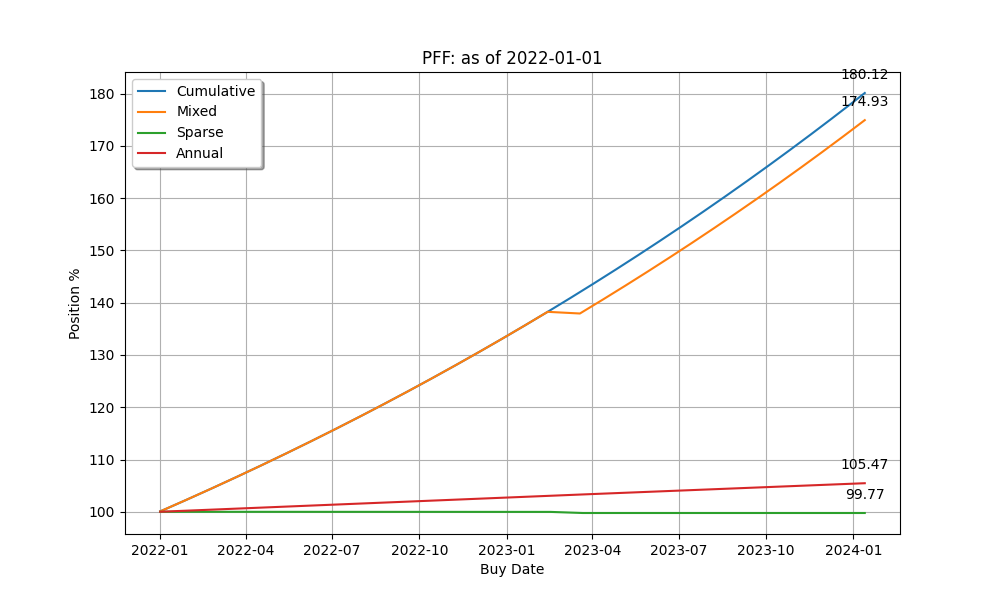 PFF: as of 2022-01-01
Cumulative
Mixed
Sparse
Annual
180.12
174.93
105.47
99.77
Position %
180
170
160
150
140
130
120
110
100
2022-01 2022-04 2022-07 2022-10 2023-01 2023-04 2023-07 2023-10 2024-01
Buy Date